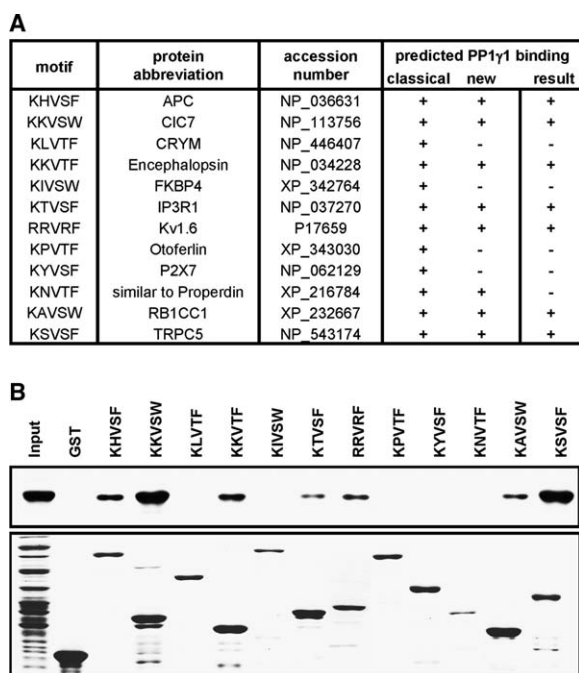 A
motif protein abbreviation accession number predicted PP1γ1 binding
classical new result
KHVSF APC NP_036631 + + +
KKVSW ClC7 NP_113756 + + +
KLVTF CRYM NP_446407 + - -
KKVTF Encephalopsin NP_034228 + + +
KIVSW FKBP4 XP_342764 + - -
KTVSF IP3R1 NP_037270 + + +
RRVRF Kv1.6 P17659 + + +
KPVTF Otoferlin XP_343030 + - -
KYVSF P2X7 NP_062129 + - -
KNVTF similar to Properdin XP_216784 + + -
KAVSW RB1CC1 XP_232667 + + +
KSVSF TRPC5 NP_543174 + + +
B
Input GST KHVSF KKVSW KLVTF KKVTF KIVSW KTVSF RRVRF KPVTF KYVSF KNVTF KAVSW KSVSF